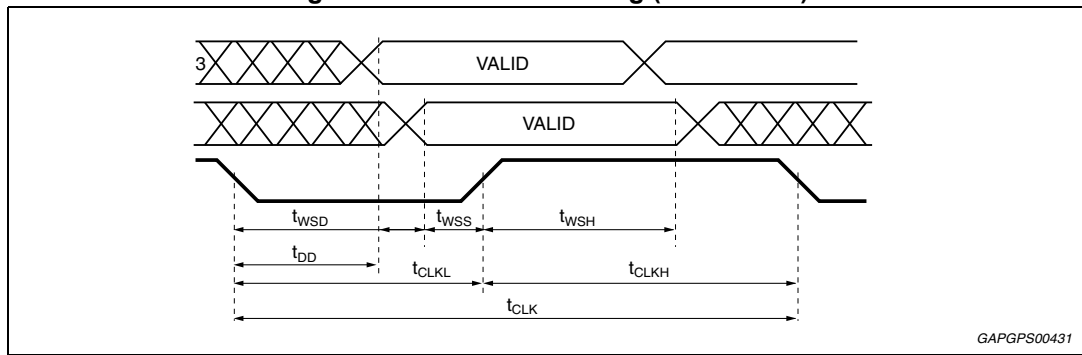 3
VALID
VALID
tWSD
tWSS
tWSH
tDD
tCLKL
tCLKH
tCLK
GAPGPS00431